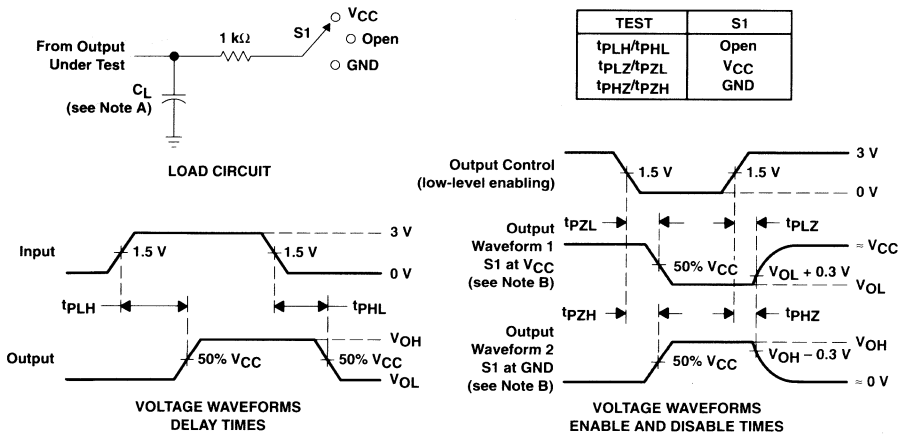 VCC
1 kΩ
S1
Open
From Output
Under Test
GND
CL
(see Note A)
LOAD CIRCUIT
TEST S1
tPLH/tPHL Open
tPLZ/tPZL VCC
tPHZ/tPZH GND
Input
1.5 V
1.5 V
3 V
0 V
tPLH
tPHL
Output
50% VCC
50% VCC
VOH
VOL
VOLTAGE WAVEFORMS
DELAY TIMES
Output Control
(low-level enabling)
1.5 V
1.5 V
3 V
0 V
tPZL
tPLZ
Output
Waveform 1
S1 at VCC
(see Note B)
50% VCC
≈ VCC
VOL + 0.3 V
VOL
tPZH
tPHZ
Output
Waveform 2
S1 at GND
(see Note B)
50% VCC
VOH
VOH − 0.3 V
≈ 0 V
VOLTAGE WAVEFORMS
ENABLE AND DISABLE TIMES